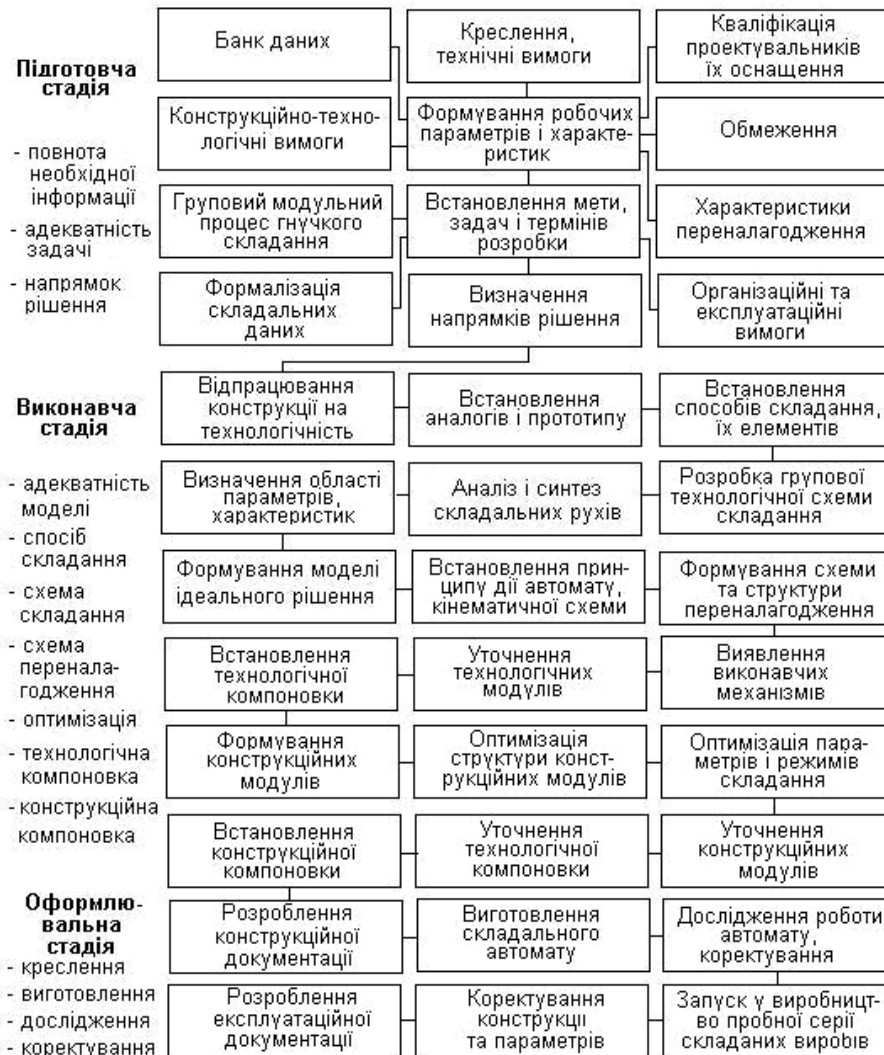 Підготовча
стадія
- повнота
необхідної
інформації
- адекватність
задачі
- напрямок
рішення
Банк даних
Креслення,
технічні вимоги
Кваліфікація
проектувальників
їх оснащення
Конструкційно-техно-
логічні вимоги
Формування робочих
параметрів і характе-
ристик
Обмеження
Груповий модульний
процес гнучкого
складання
Встановлення мети,
задач і термінів
розробки
Характеристики
переналагодження
Формалізація
складальних
даних
Визначення
напрямків рішення
Організаційні та
експлуатаційні
вимоги
Виконавча
стадія
- адекватність
моделі
- спосіб
складання
- схема
складання
- схема
перенала-
годження
- оптимізація
- технологічна
компоновка
- конструкційна
компоновка
Відпрацювання
конструкції на
технологічність
Встановлення
аналогів і прототипу
Встановлення
способів складання,
їх елементів
Визначення області
параметрів,
характеристик
Аналіз і синтез
складальних рухів
Розробка групової
технологічної схеми
складання
Формування моделі
ідеального рішення
Встановлення прин-
ципу дії автомату,
кінематичної схеми
Формування схеми
та структури
переналагодження
Встановлення
технологічної
компоновки
Уточнення
технологічних
модулів
Виявлення
виконавчих
механізмів
Формування
конструкційних
модулів
Оптимізація
структури конст-
рукційних модулів
Оптимізація пара-
метрів і режимів
складання
Встановлення
конструкційної
компоновки
Уточнення
технологічної
компоновки
Уточнення
конструкційних
модулів
Оформлю-
вальна
стадія
- креслення
- виготовлення
- дослідження
- коректування
Розроблення
конструкційної
документації
Виготовлення
складального
автомату
Дослідження роботи
автомату,
коректування
Розроблення
експлуатаційної
документації
Коректування
конструкції
та параметрів
Запуск у виробницт-
во пробної серії
складаних виробів